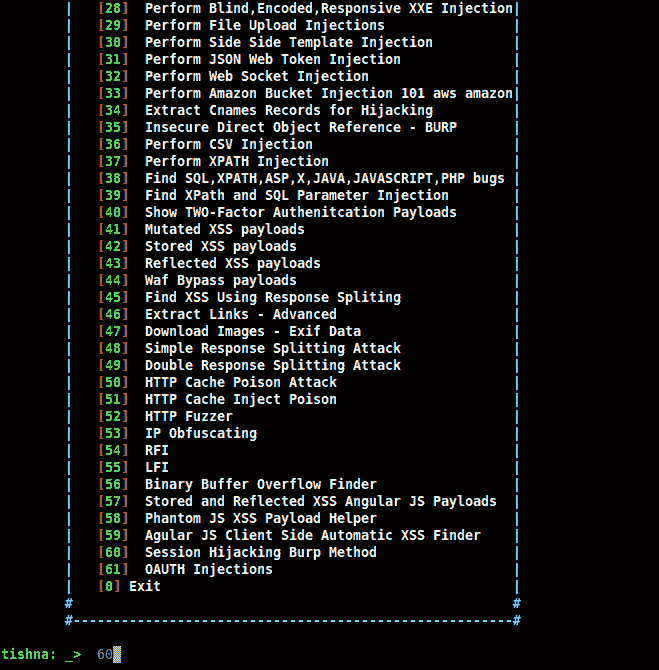 | [28] Perform Blind,Encoded,Responsive XXE Injection|
| [29] Perform File Upload Injections |
| [30] Perform Side Side Template Injection |
| [31] Perform JSON Web Token Injection |
| [32] Perform Web Socket Injection |
| [33] Perform Amazon Bucket Injection 101 aws amazon|
| [34] Extract Cnames Records for Hijacking |
| [35] Insecure Direct Object Reference - BURP |
| [36] Perform CSV Injection |
| [37] Perform XPATH Injection |
| [38] Find SQL,XPATH,ASP,X,JAVA,JAVASCRIPT,PHP bugs |
| [39] Find XPath and SQL Parameter Injection |
| [40] Show TWO-Factor Authenitcation Payloads |
| [41] Mutated XSS payloads |
| [42] Stored XSS payloads |
| [43] Reflected XSS payloads |
| [44] Waf Bypass payloads |
| [45] Find XSS Using Response Spliting |
| [46] Extract Links - Advanced |
| [47] Download Images - Exif Data |
| [48] Simple Response Splitting Attack |
| [49] Double Response Splitting Attack |
| [50] HTTP Cache Poison Attack |
| [51] HTTP Cache Inject Poison |
| [52] HTTP Fuzzer |
| [53] IP Obfuscating |
| [54] RFI |
| [55] LFI |
| [56] Binary Buffer Overflow Finder |
| [57] Stored and Reflected XSS Angular JS Payloads |
| [58] Phantom JS XSS Payload Helper |
| [59] Agular JS Client Side Automatic XSS Finder |
| [60] Session Hijacking Burp Method |
| [61] OAUTH Injections |
| [0] Exit |
# #
#-------------------------------------------------------#
tishna: _> 60